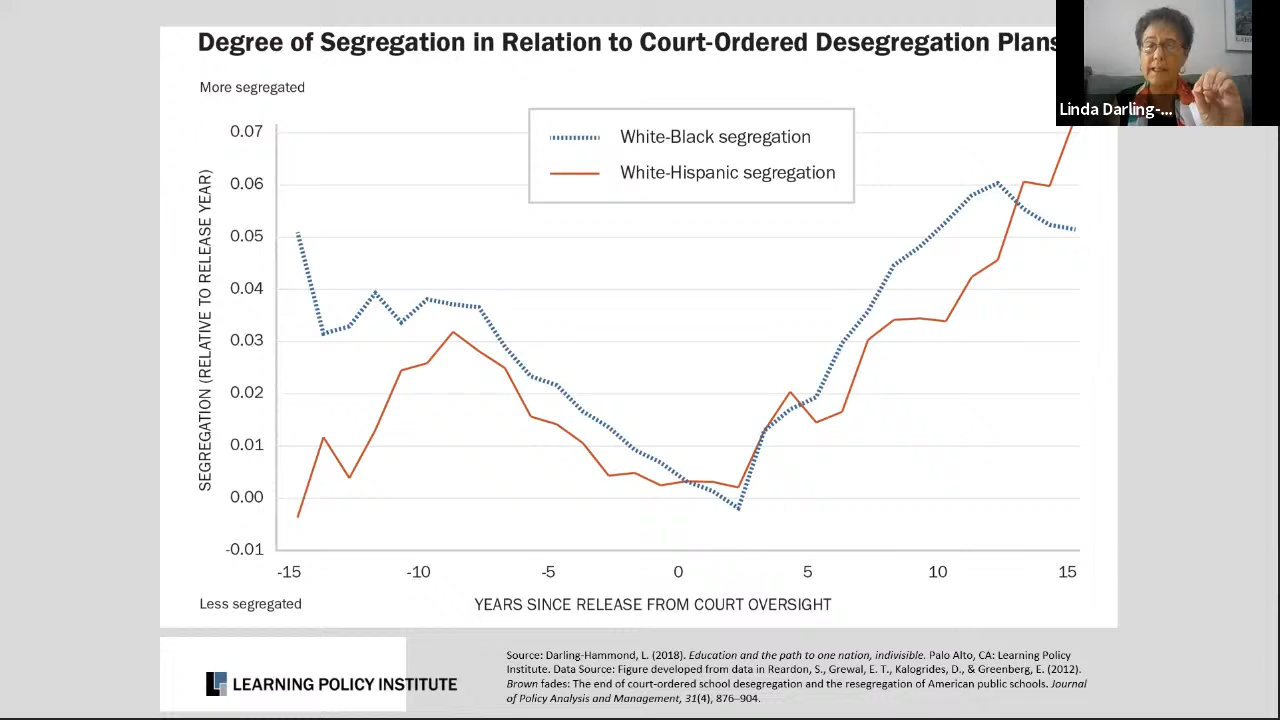 Degree of Segregation in Relation to Court-Ordered Desegregation Plans
Linda Darling-...
More segregated
White-Black segregation
White-Hispanic segregation
SEGREGATION (RELATIVE TO RELEASE YEAR)
0.07
0.06
0.05
0.04
0.03
0.02
0.01
0.00
-0.01
-15 -10 -5 0 5 10 15
Less segregated
YEARS SINCE RELEASE FROM COURT OVERSIGHT
LEARNING POLICY INSTITUTE
Source: Darling-Hammond, L. (2018). Education and the path to one nation, indivisible. Palo Alto, CA: Learning Policy
Institute. Data Source: Figure developed from data in Reardon, S., Grewal, E. T., Kalogrides, D., & Greenberg, E. (2012).
Brown fades: The end of court-ordered school desegregation and the resegregation of American public schools. Journal
of Policy Analysis and Management, 31(4), 876–904.